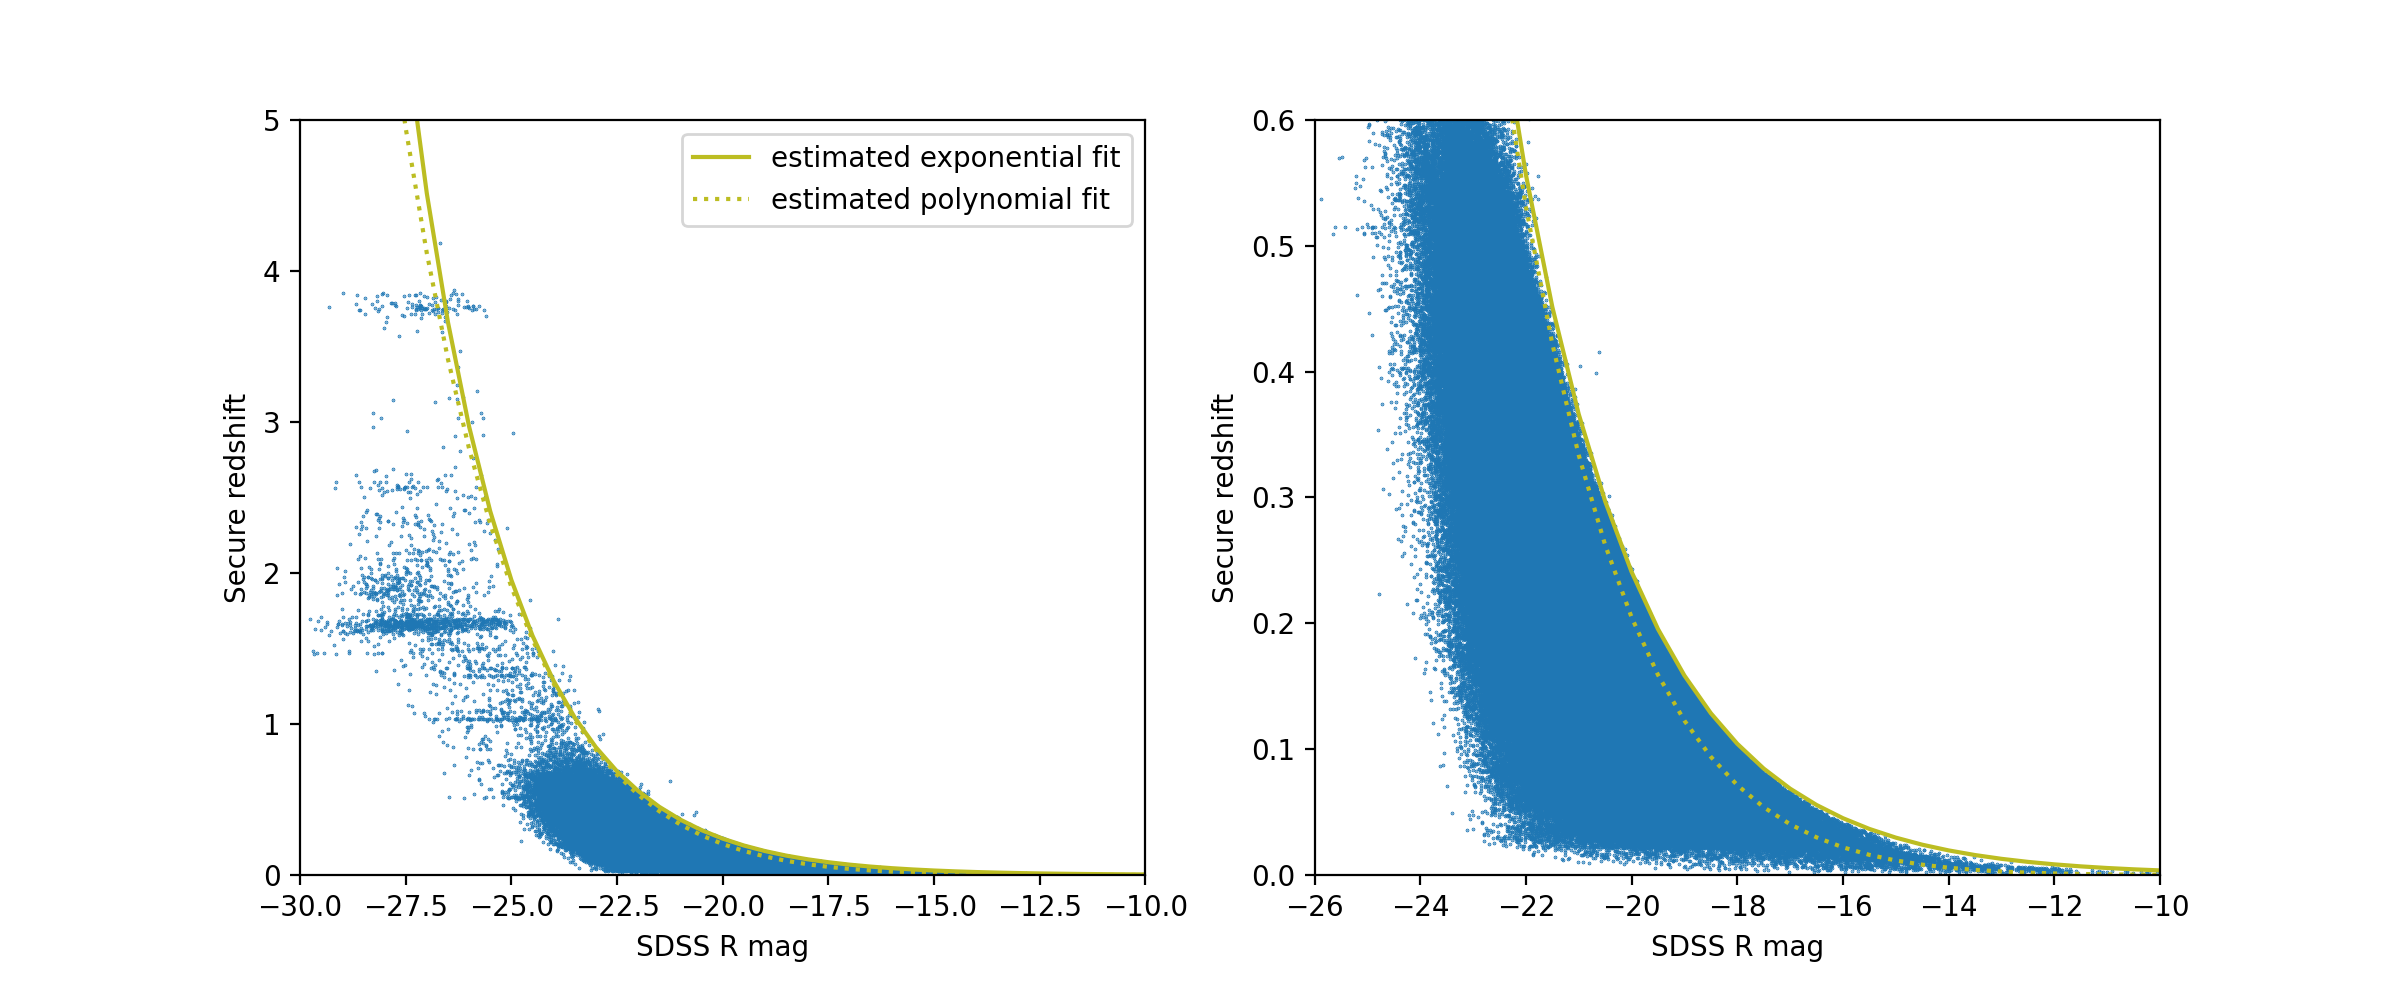 5
4
3
2
1
0
Secure redshift
−30.0 −27.5 −25.0 −22.5 −20.0 −17.5 −15.0 −12.5 −10.0
SDSS R mag
estimated exponential fit
estimated polynomial fit
0.6
0.5
0.4
0.3
0.2
0.1
0.0
Secure redshift
−26 −24 −22 −20 −18 −16 −14 −12 −10
SDSS R mag